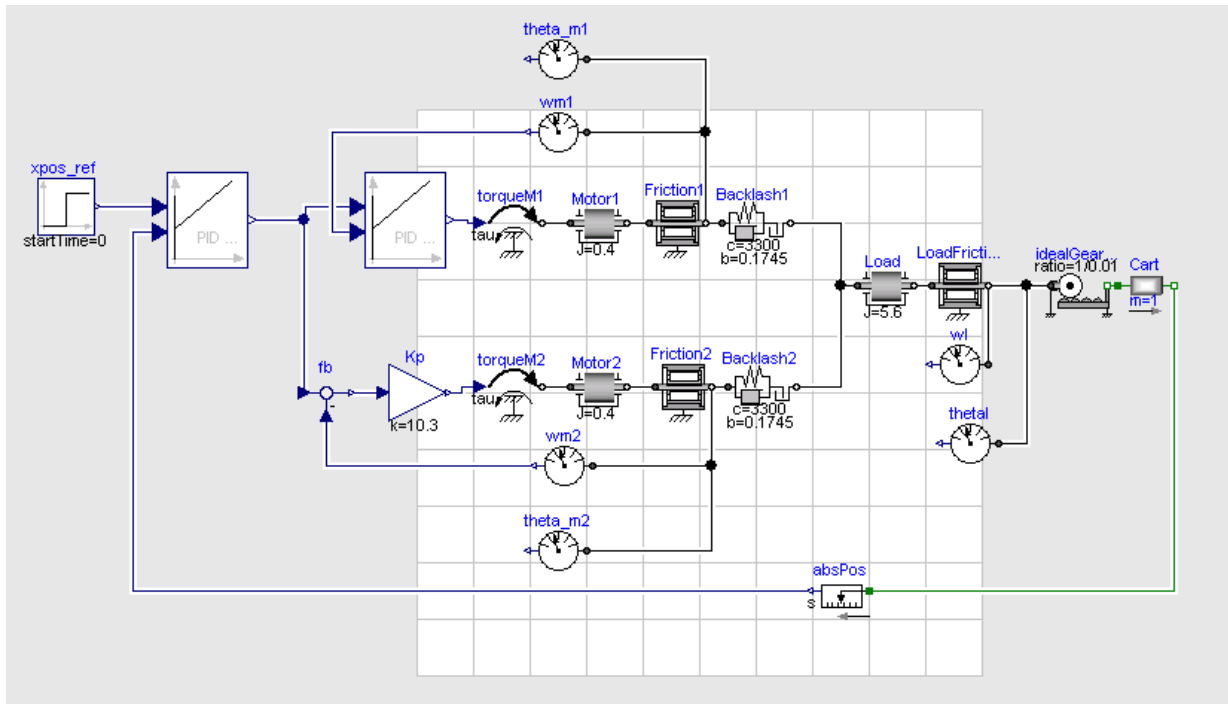 theta_m1
wm1
xpos_ref
startTime=0
PID ...
PID ...
torqueM1
tau
Motor1
J=0.4
Friction1
Backlash1
c=3300
b=0.1745
Load
J=5.6
LoadFricti...
idealGear...
ratio=1/0.01
Cart
m=1
wl
thetal
fb
-
Kp
k=10.3
torqueM2
tau
Motor2
J=0.4
Friction2
Backlash2
c=3300
b=0.1745
wm2
theta_m2
absPos
s